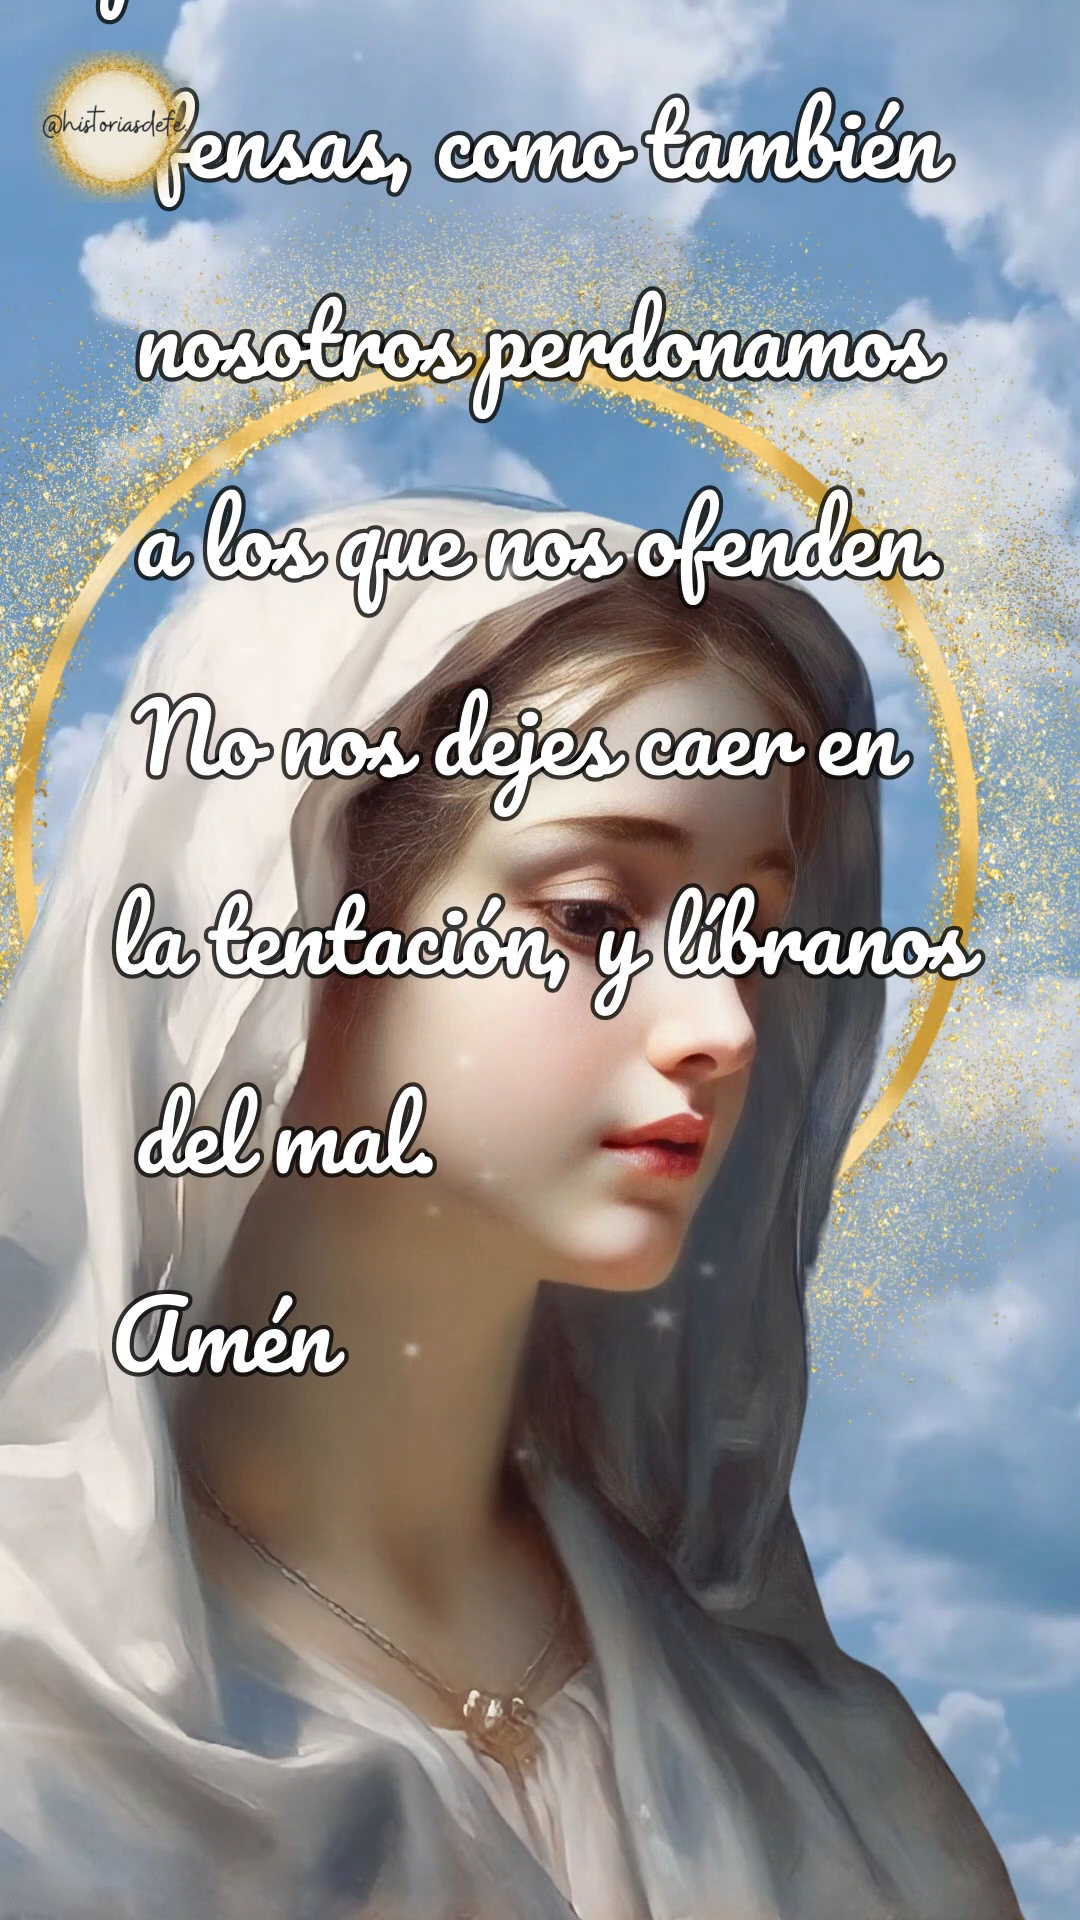 @historiasdefe
fensas, como también
nosotros perdonamos
a los que nos ofenden.
No nos dejes caer en
la tentación, y líbranos
del mal.
Amén